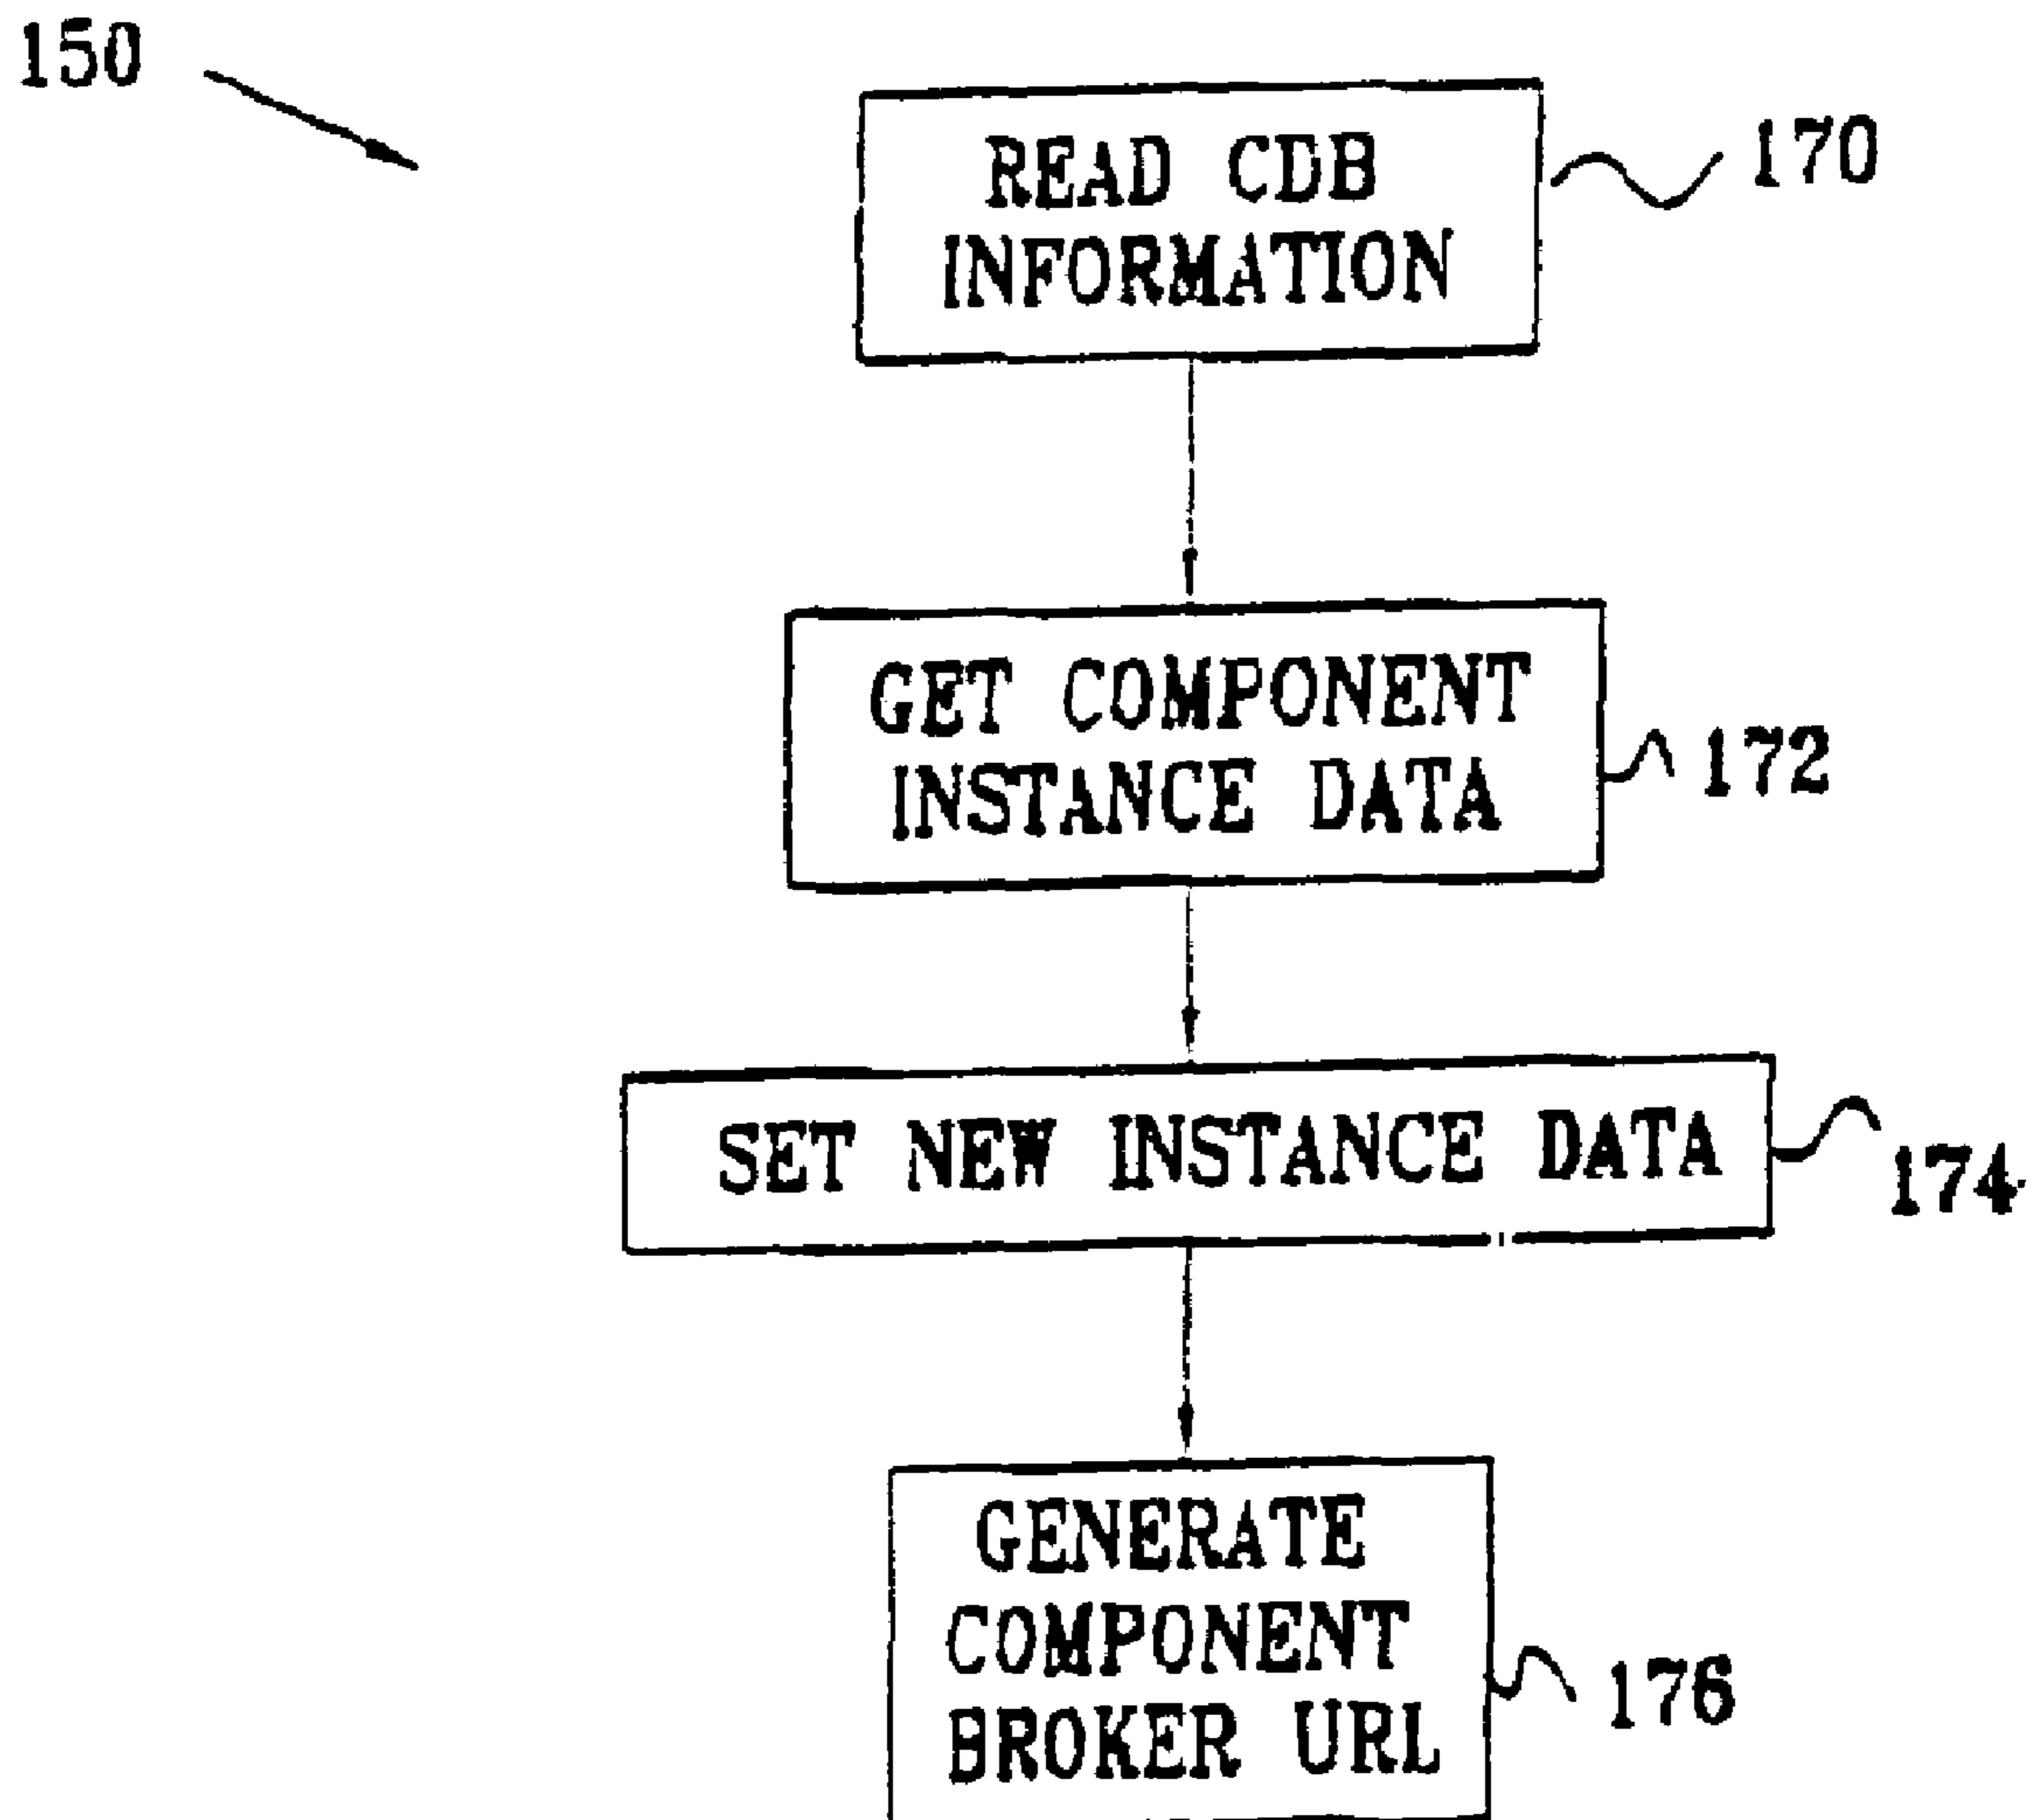 150
READ CDB
INFORMATION
170
GET COMPONENT
INSTANCE DATA
172
SET NEW INSTANCE DATA
174
GENERATE
COMPONENT
BROKER URL
176